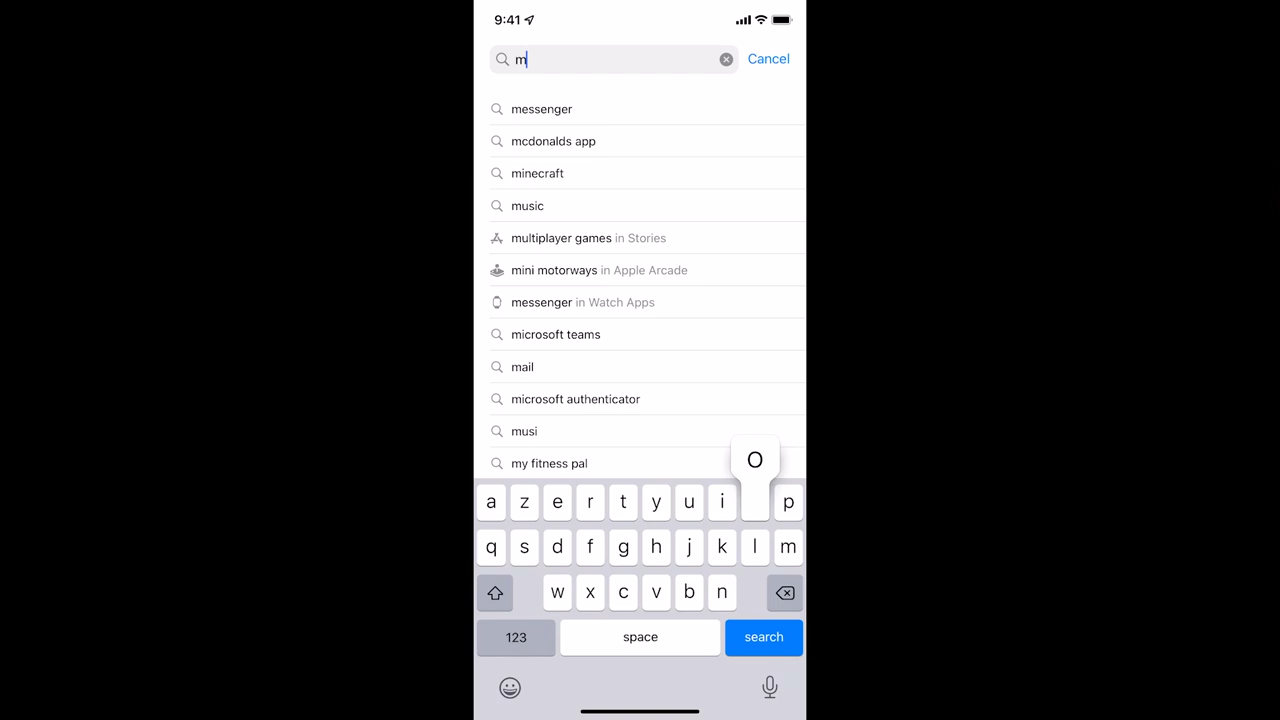 9:41
m
Cancel
messenger
mcdonalds app
minecraft
music
multiplayer games in Stories
mini motorways in Apple Arcade
messenger in Watch Apps
microsoft teams
mail
microsoft authenticator
musi
my fitness pal
O
a z e r t y u i p
q s d f g h j k l m
w x c v b n
123 space search